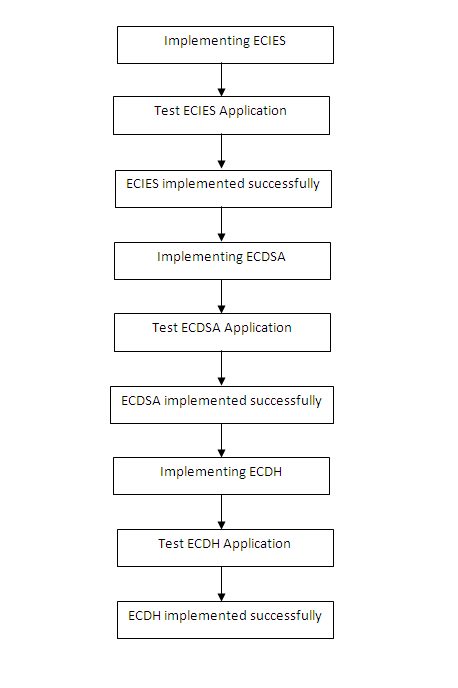 Implementing ECIES
Test ECIES Application
ECIES implemented successfully
Implementing ECDSA
Test ECDSA Application
ECDSA implemented successfully
Implementing ECDH
Test ECDH Application
ECDH implemented successfully